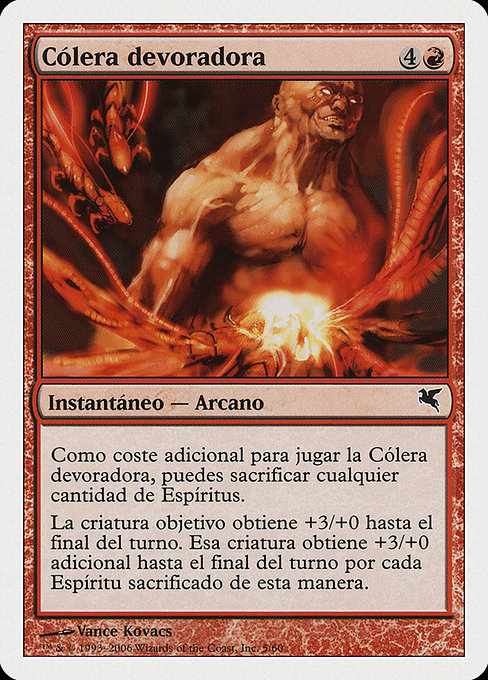 Cólera devoradora 4
Instantáneo — Arcano
Como coste adicional para jugar la Cólera
devoradora, puedes sacrificar cualquier
cantidad de Espíritus.
La criatura objetivo obtiene +3/+0 hasta el
final del turno. Esa criatura obtiene +3/+0
adicional hasta el final del turno por cada
Espíritu sacrificado de esta manera.
Vance Kovacs
™ & © 1993–2006 Wizards of the Coast, Inc. 5/60